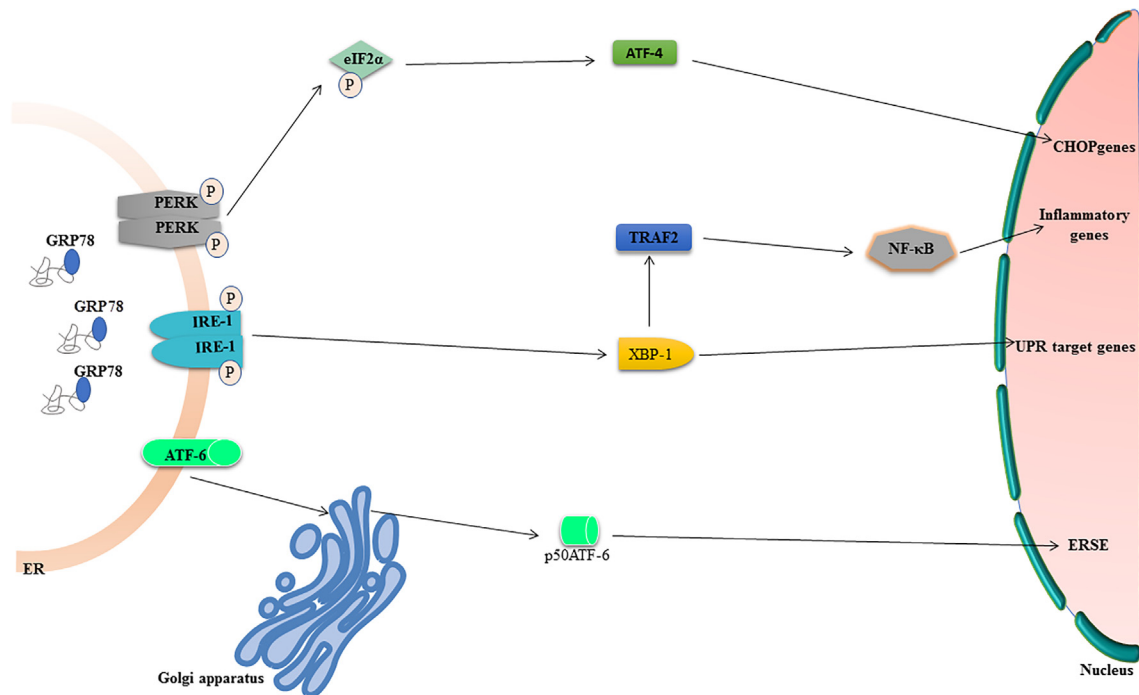 eIF2α
P
ATF-4
CHOPgenes
P
PERK
PERK
P
GRP78
Inflammatory
genes
TRAF2
NF-κB
GRP78
P
IRE-1
IRE-1
P
XBP-1
UPR target genes
GRP78
ATF-6
p50ATF-6
ERSE
ER
Golgi apparatus
Nucleus